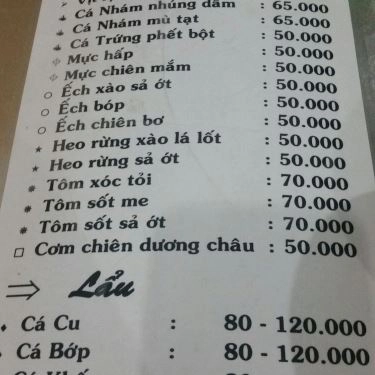 Cá Nhám nhúng dấm : 65.000
Cá Nhám mù tạt : 65.000
Cá Trứng phết bột : 50.000
Mực hấp : 50.000
Mực chiên mắm : 50.000
Ếch xào sả ớt : 50.000
Ếch bóp : 50.000
Ếch chiên bơ : 50.000
Heo rừng xào lá lốt : 50.000
Heo rừng sả ớt : 50.000
Tôm xóc tỏi : 70.000
Tôm sốt me : 70.000
Tôm sốt sả ớt : 70.000
Cơm chiên dương châu : 50.000
⇒ Lẩu
Cá Cu : 80 - 120.000
Cá Bớp : 80 - 120.000